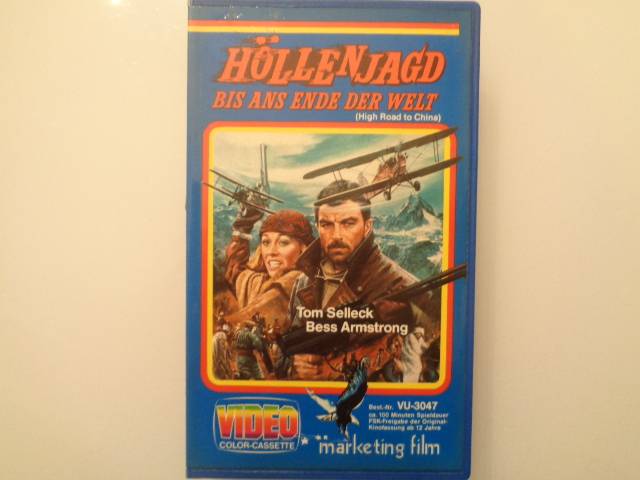 HÖLLENJAGD
BIS ANS ENDE DER WELT
(High Road to China)
Tom Selleck
Bess Armstrong
VIDEO
COLOR-CASSETTE
märketing film
Best.-Nr. VU-3047
ca. 100 Minuten Spieldauer
FSK-Freigabe der Original-
Kinofassung ab 12 Jahre